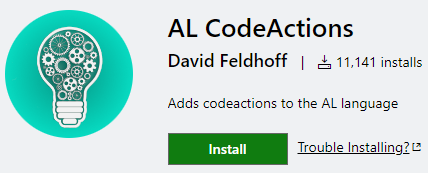 AL CodeActions
David Feldhoff | 11,141 installs
Adds codeactions to the AL language
Install Trouble Installing?